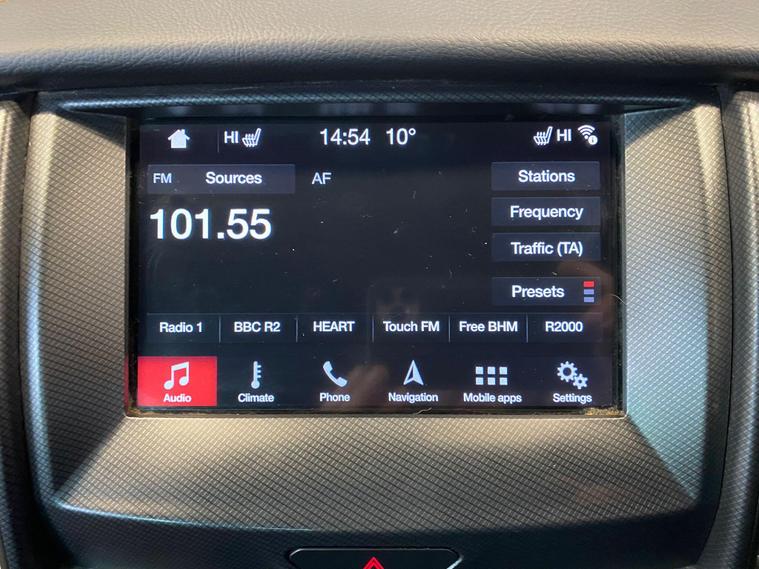 HI 14:54 10° HI
FM Sources AF Stations
101.55 Frequency
Traffic (TA)
Presets
Radio 1 BBC R2 HEART Touch FM Free BHM R2000
Audio Climate Phone Navigation Mobile apps Settings